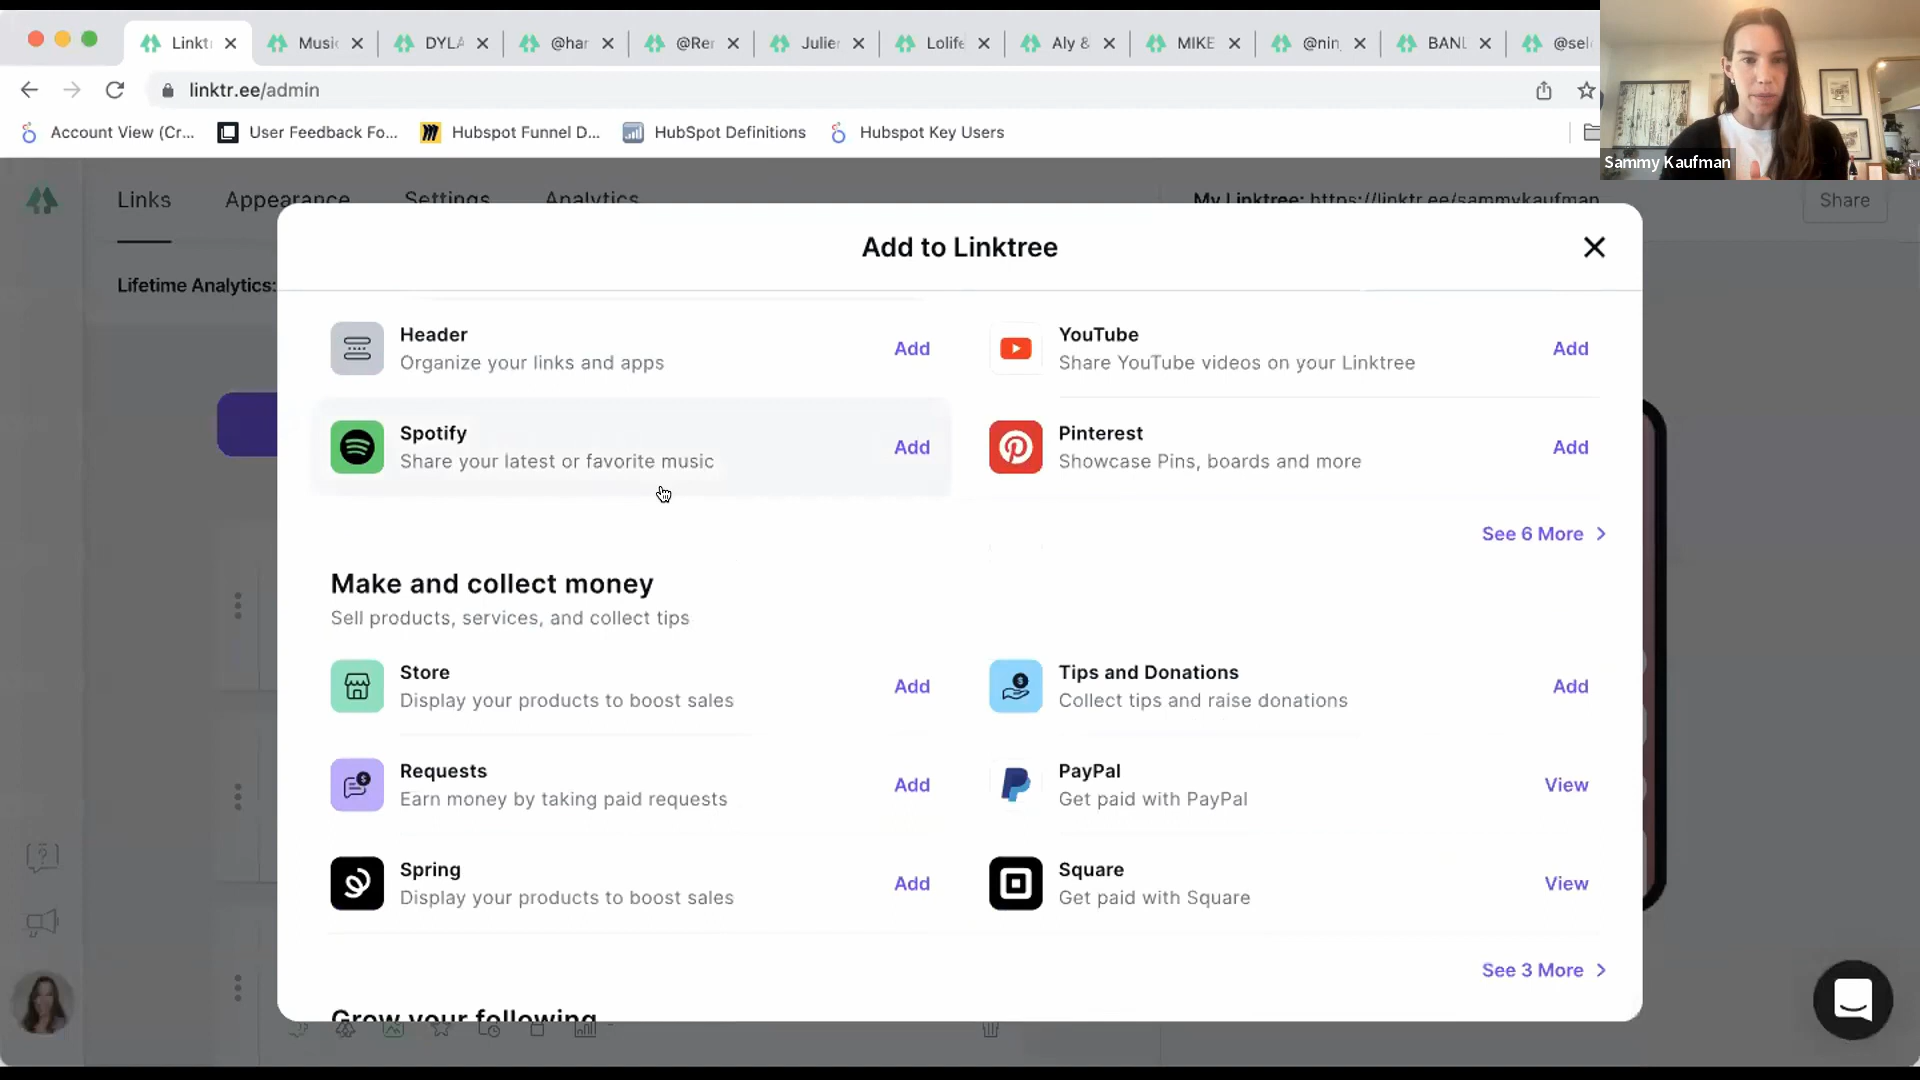 Linkt
Music
DYLA
@har
@Rer
Julie
Lolife
Aly &
MIKE
@nin
BANL
@sel
linktr.ee/admin
Account View (Cr...
User Feedback Fo...
Hubspot Funnel D...
HubSpot Definitions
Hubspot Key Users
Sammy Kaufman
Links
Appearance
Settings
Analytics
My Linktree: https://linktr.ee/sammykaufman
Share
Lifetime Analytics:
Add to Linktree
Header
Organize your links and apps
Add
YouTube
Share YouTube videos on your Linktree
Add
Spotify
Share your latest or favorite music
Add
Pinterest
Showcase Pins, boards and more
Add
See 6 More
Make and collect money
Sell products, services, and collect tips
Store
Display your products to boost sales
Add
Tips and Donations
Collect tips and raise donations
Add
Requests
Earn money by taking paid requests
Add
PayPal
Get paid with PayPal
View
Spring
Display your products to boost sales
Add
Square
Get paid with Square
View
See 3 More
Grow your following